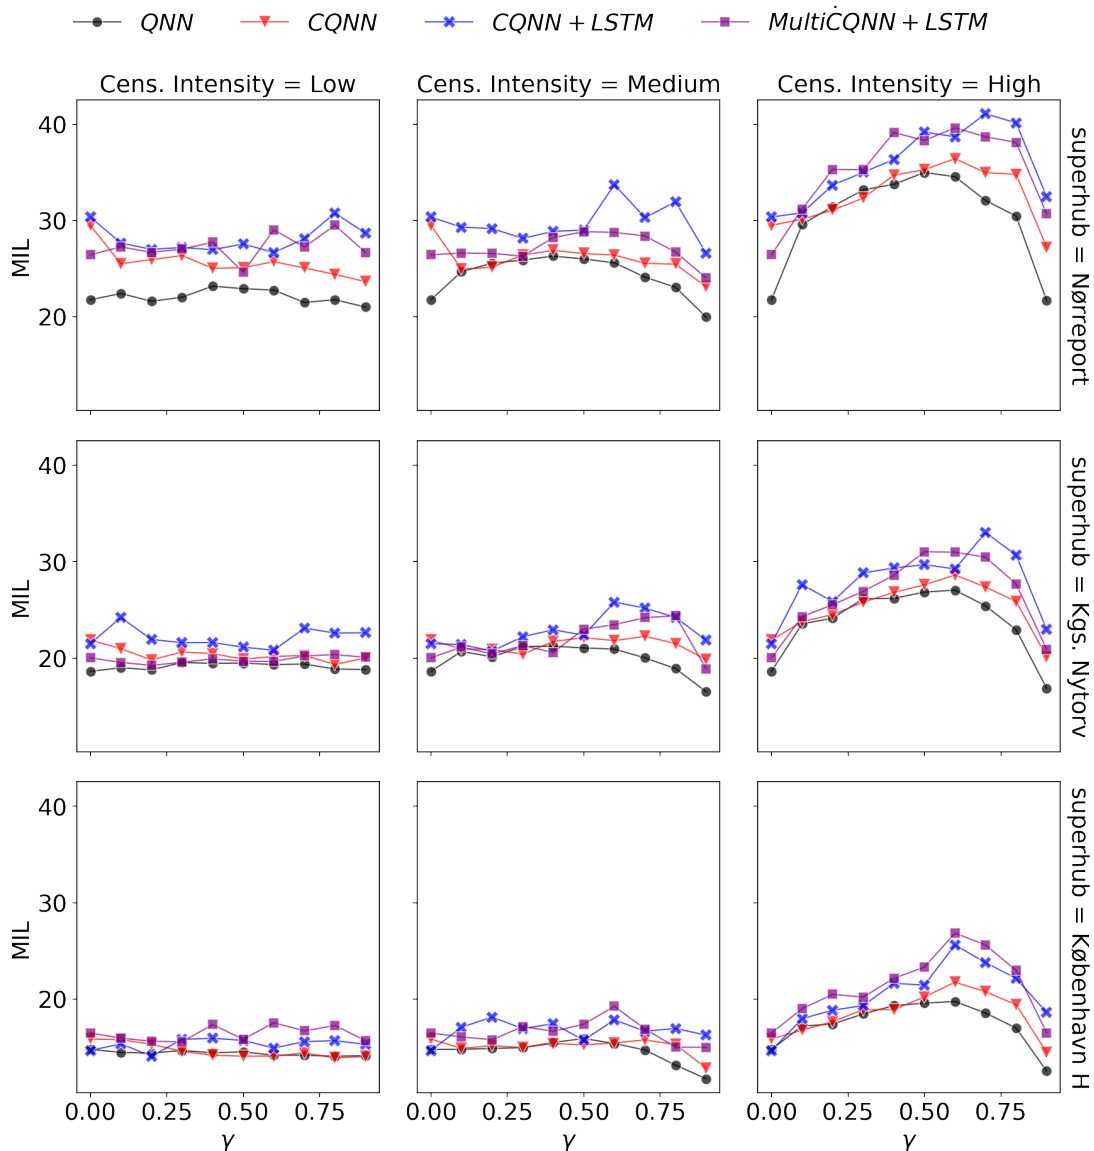 QNN CQNN CQNN + LSTM MultiĊQNN + LSTM
Cens. Intensity = Low Cens. Intensity = Medium Cens. Intensity = High
40
30
20
MIL
superhub = Nørreport
40
30
20
MIL
superhub = Kgs. Nytorv
40
30
20
MIL
superhub = København H
0.00 0.25 0.50 0.75 0.00 0.25 0.50 0.75 0.00 0.25 0.50 0.75
γ γ γ